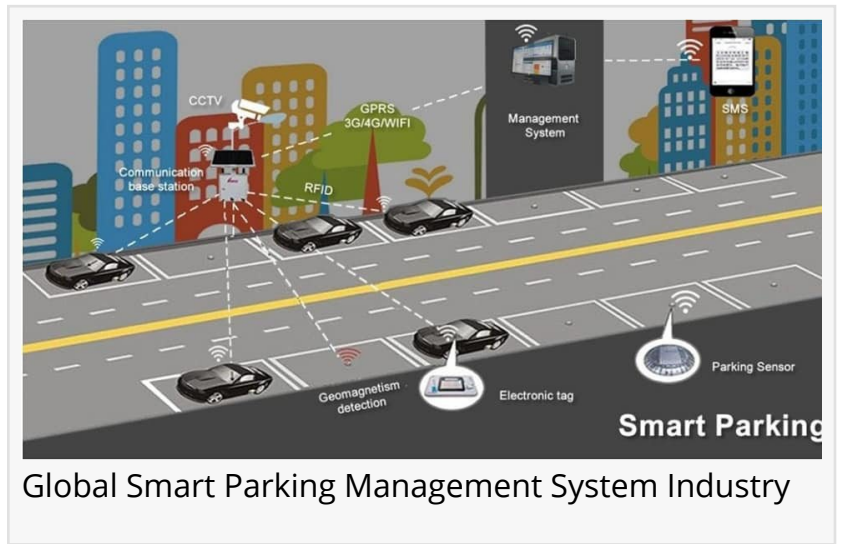 CCTV
GPRS
3G/4G/WIFI
Management
System
SMS
Communication
base station
RFID
Geomagnetism
detection
Electronic tag
Parking Sensor
Smart Parking
Global Smart Parking Management System Industry